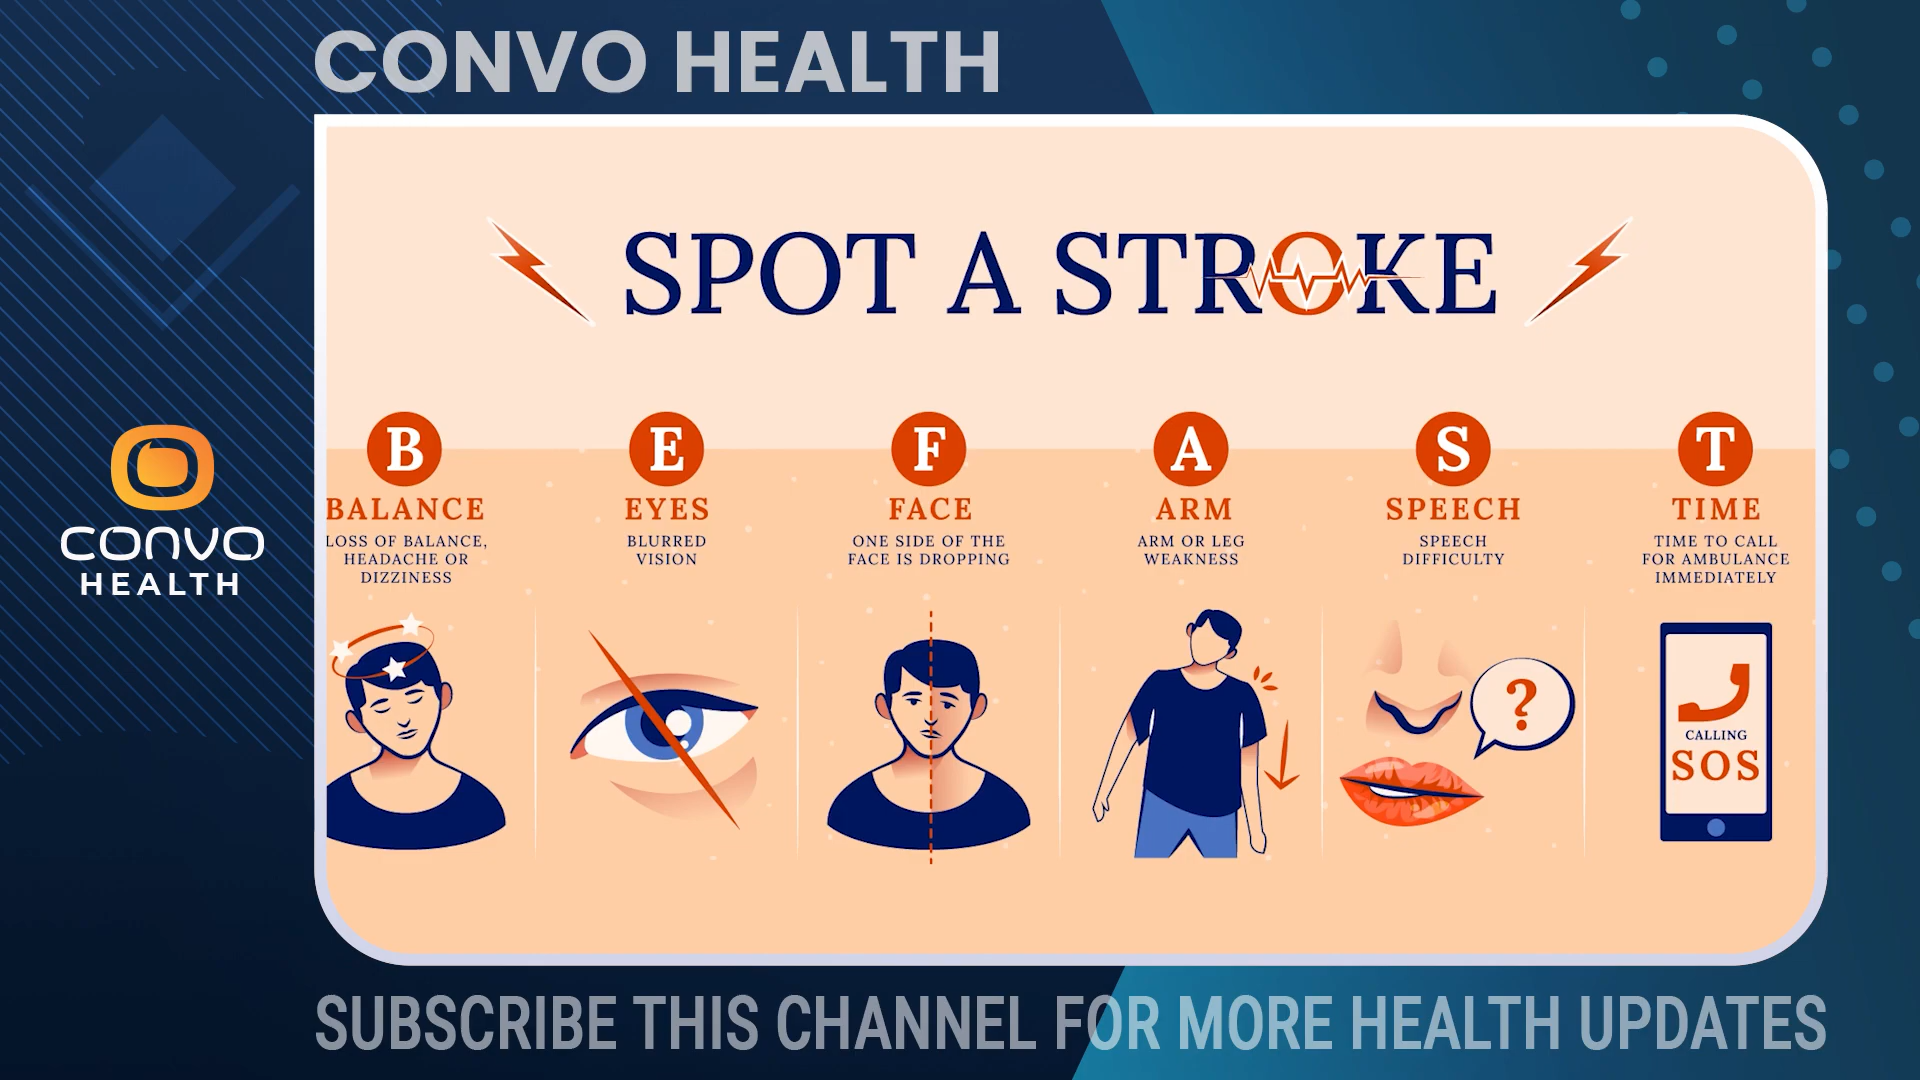 CONVO HEALTH
SPOT A STROKE
B
BALANCE
LOSS OF BALANCE,
HEADACHE OR
DIZZINESS
E
EYES
BLURRED
VISION
F
FACE
ONE SIDE OF THE
FACE IS DROPPING
A
ARM
ARM OR LEG
WEAKNESS
S
SPEECH
SPEECH
DIFFICULTY
T
TIME
TIME TO CALL
FOR AMBULANCE
IMMEDIATELY
?
CALLING
SOS
CONVO
HEALTH
SUBSCRIBE THIS CHANNEL FOR MORE HEALTH UPDATES